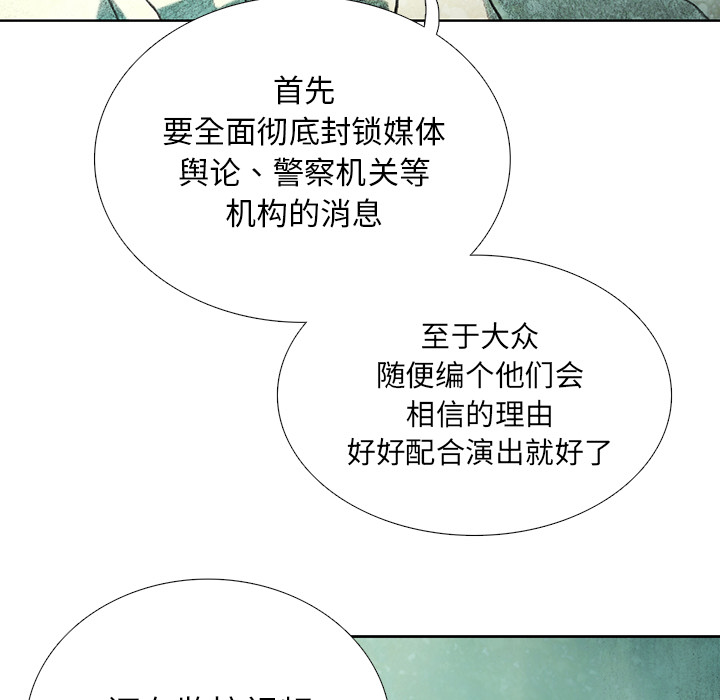 首先
要全面彻底封锁媒体
舆论、警察机关等
机构的消息
至于大众
随便编个他们会
相信的理由
好好配合演出就好了